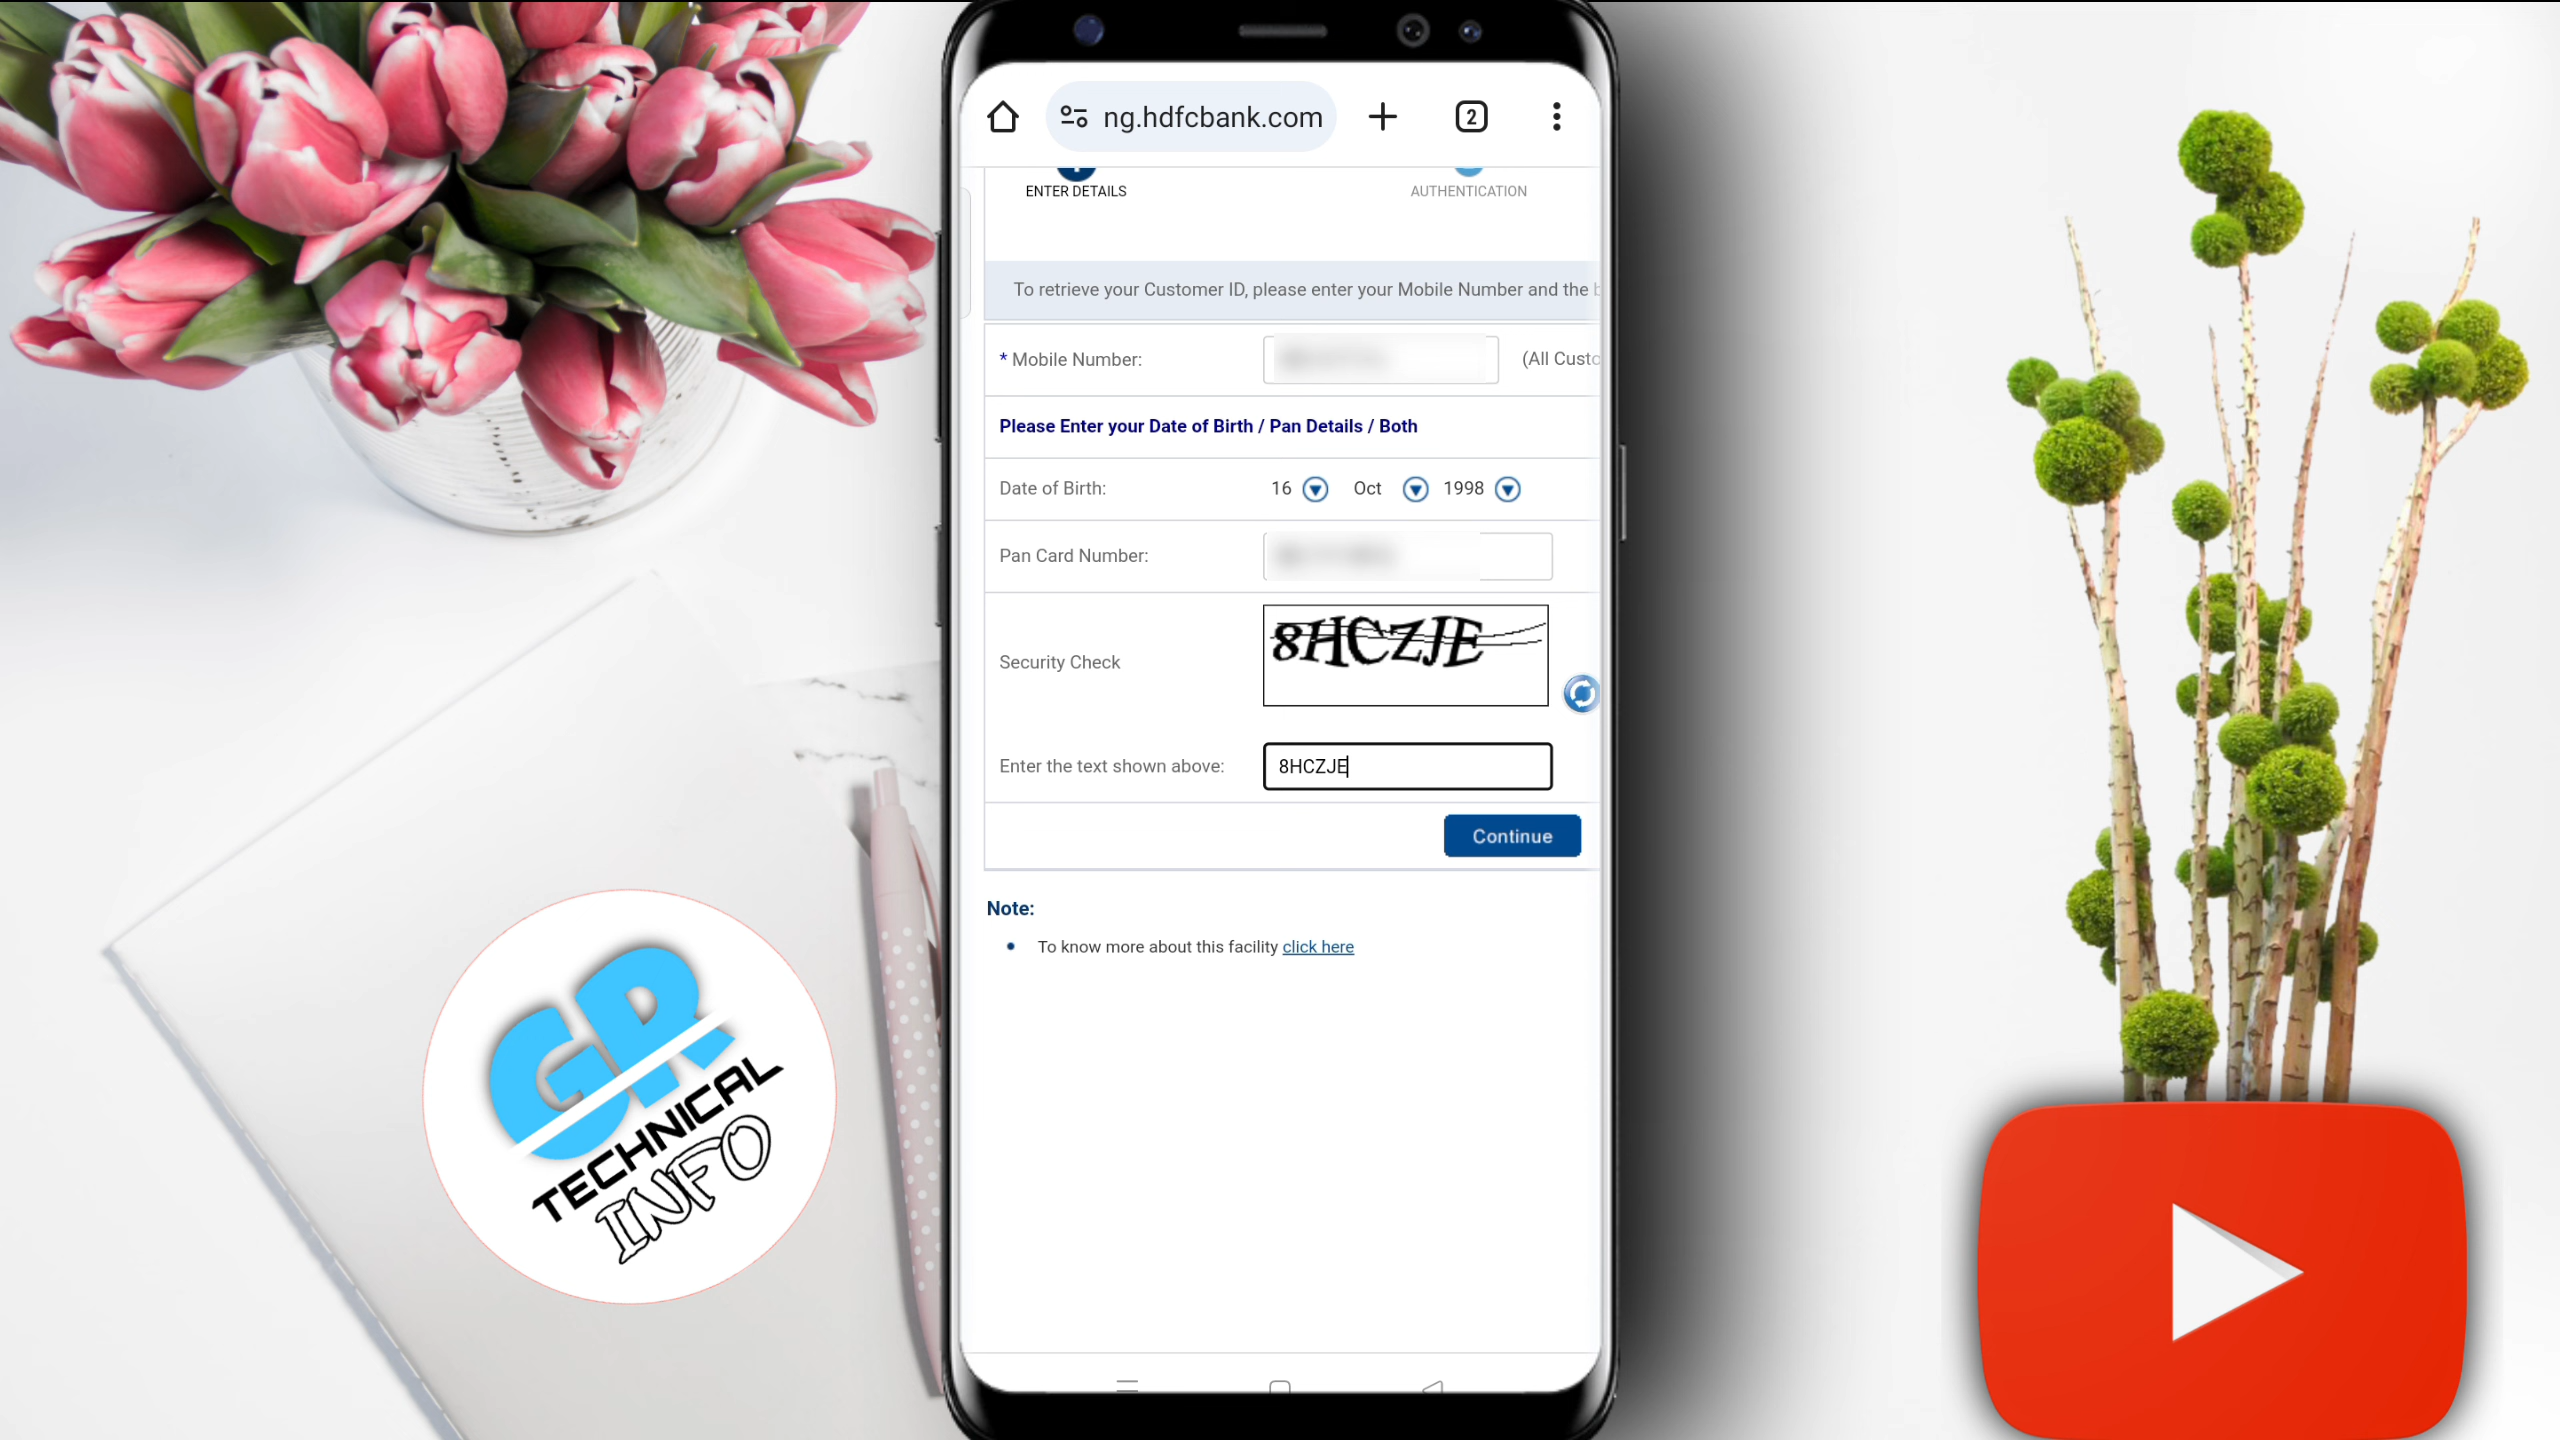 ng.hdfcbank.com
2
ENTER DETAILS
AUTHENTICATION
To retrieve your Customer ID, please enter your Mobile Number and the
* Mobile Number:
(All Custo
Please Enter your Date of Birth / Pan Details / Both
Date of Birth:
16 Oct 1998
Pan Card Number:
Security Check
8HCZJE
Enter the text shown above:
8HCZJE
Continue
Note:
• To know more about this facility click here
GR
TECHNICAL
INFO